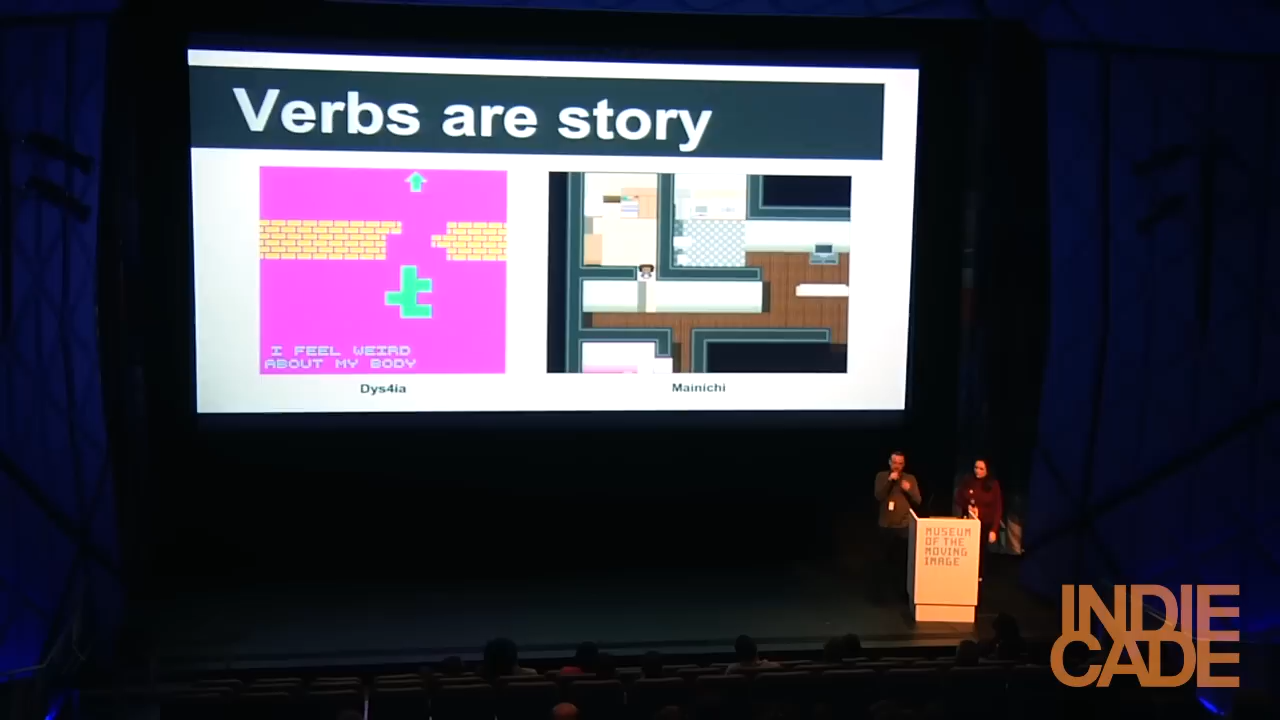 Verbs are story
I FEEL WEIRD
ABOUT MY BODY
Dys4ia
Mainichi
MUSEUM
OF THE
MOVING
IMAGE
INDIE
CADE